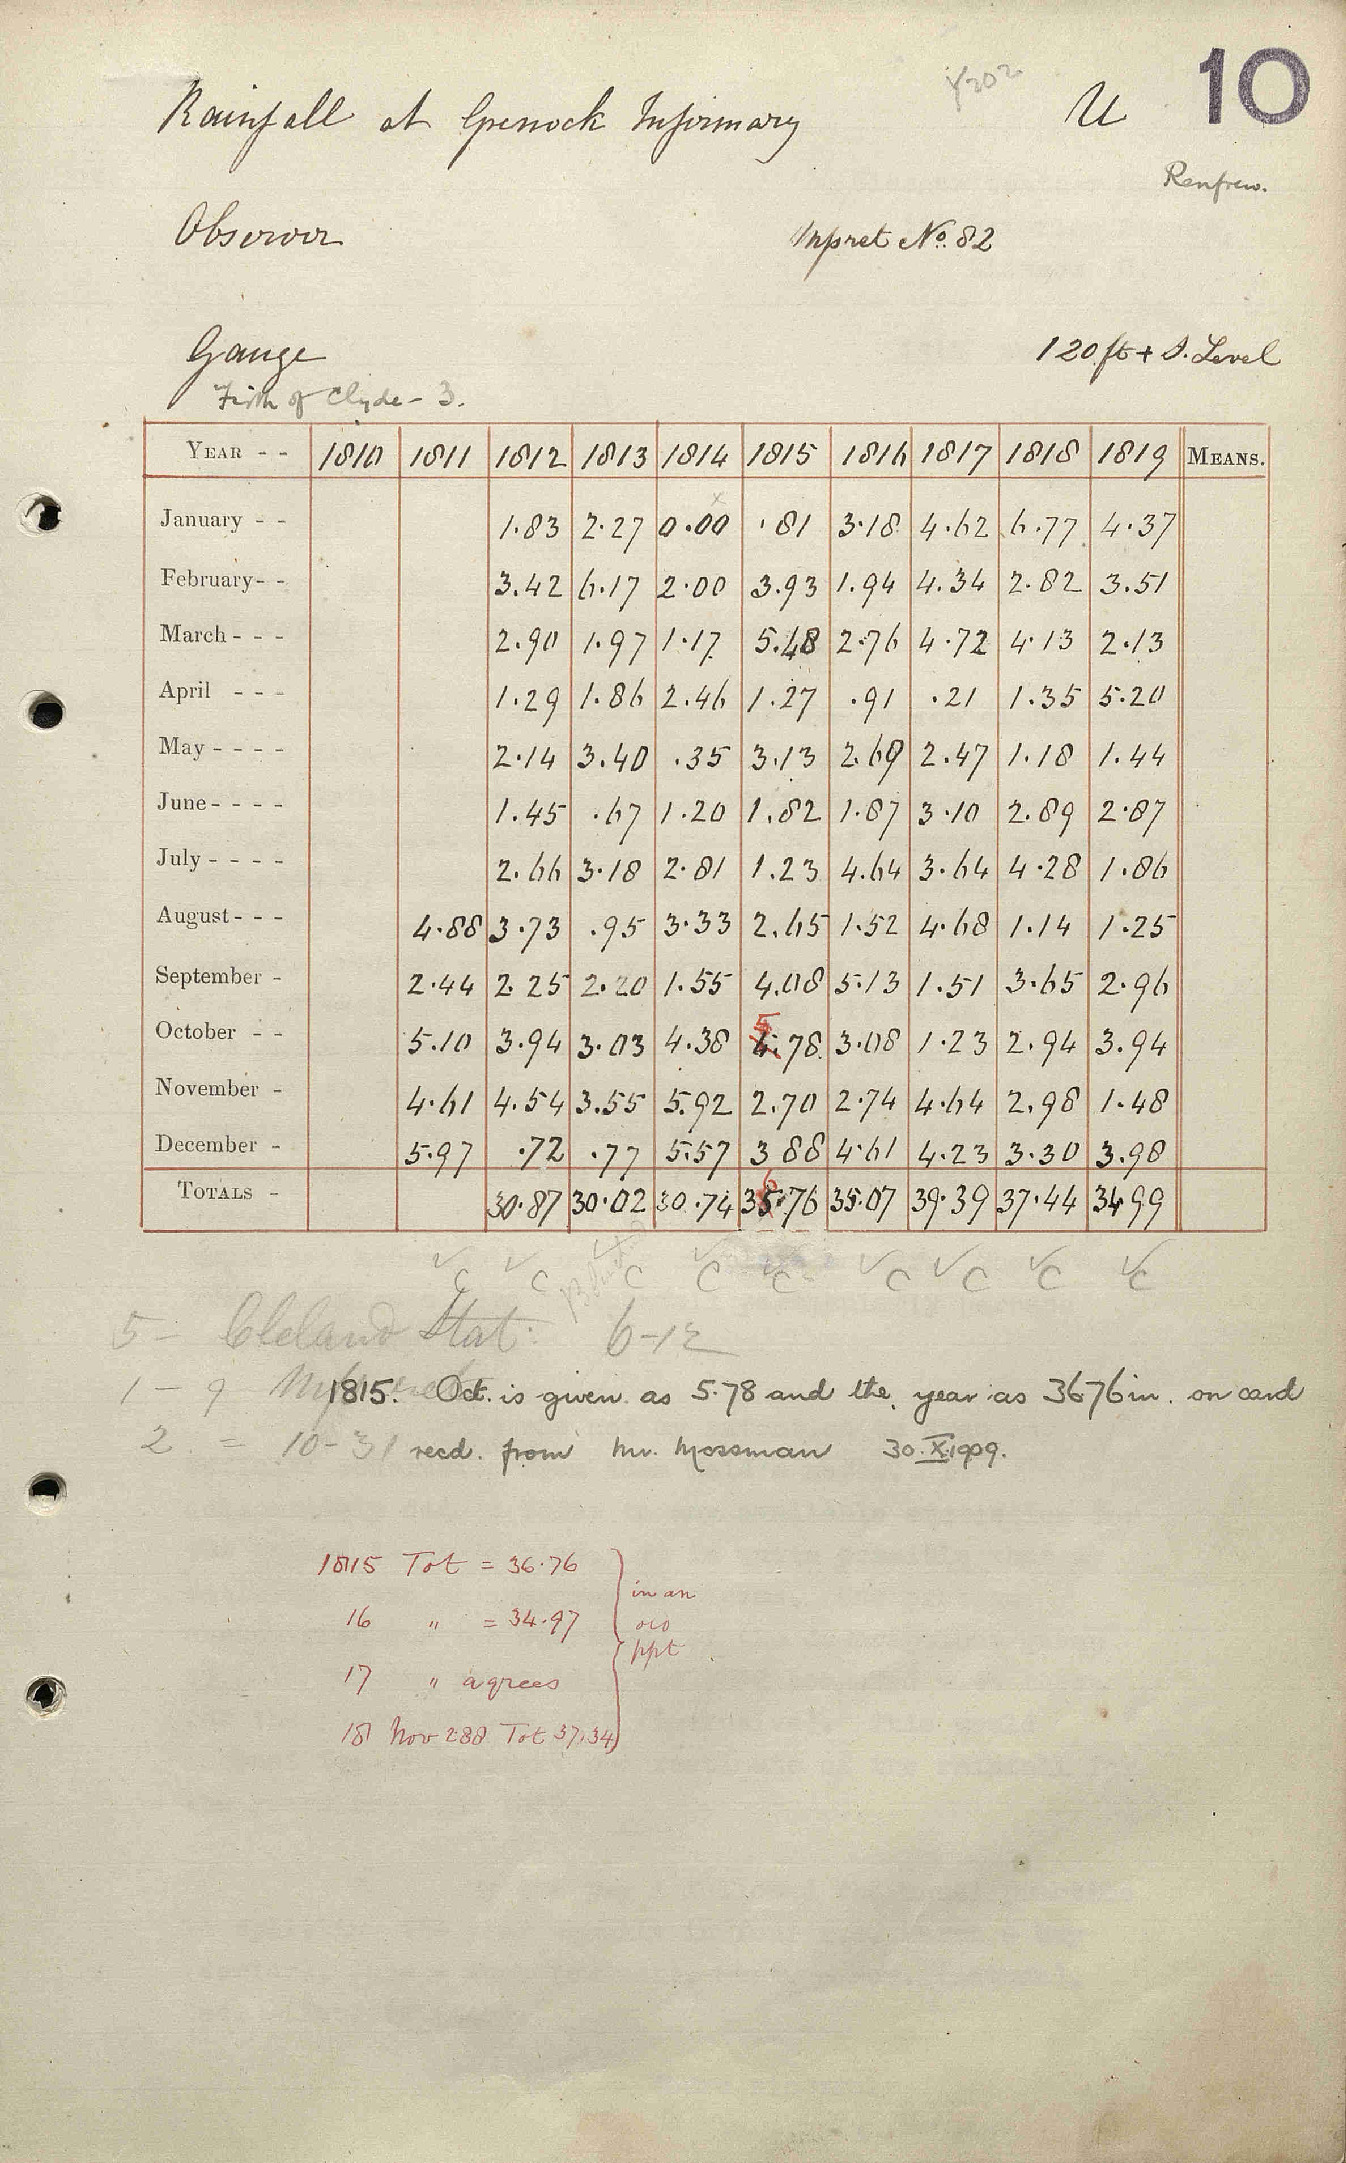 10
Rainfall at Greenock Infirmary U
Renfrew.
Observer Inpret No. 82
Gauge 120 ft + S. Level
Firth of Clyde - 3.
YEAR - - 1810 1811 1812 1813 1814 1815 1816 1817 1818 1819 MEANS.
January - - 1.83 2.27 0.00 .81 3.18 4.62 6.77 4.37
February - - 3.42 6.17 2.00 3.93 1.94 4.34 2.82 3.51
March - - - 2.90 1.97 1.17 5.48 2.76 4.72 4.13 2.13
April - - - 1.29 1.86 2.46 1.27 .91 .21 1.35 5.20
May - - - - 2.14 3.40 .35 3.13 2.69 2.47 1.18 1.44
June - - - - 1.45 .67 1.20 1.82 1.87 3.10 2.89 2.87
July - - - - 2.66 3.18 2.81 1.23 4.64 3.64 4.28 1.86
August - - - 4.88 3.73 .95 3.33 2.65 1.52 4.68 1.14 1.25
September - 2.44 2.25 2.20 1.55 4.08 5.13 1.51 3.65 2.96
5
October - - 5.10 3.94 3.03 4.38 4.78 3.08 1.23 2.94 3.94
November - 4.61 4.54 3.55 5.92 2.70 2.74 4.64 2.98 1.48
December - 5.97 .72 .77 5.57 3 88 4.61 4.23 3.30 3.98
6
TOTALS - 30.87 30.02 30.74 35.76 35.07 39.39 37.44 34.99
C C C C C C C C C
5 - Cleland Stat: 6-12
1 - 9
1815. Oct. is given as 5.78 and the year as 36.76 in. on card
2. = 10-31 recd. from Mr. Mossman 30.X.1909.
1815 Tot = 36.76 in an
16 " = 34.97 old
17 " agrees ppt
18 Nov 2.88 Tot 37.34